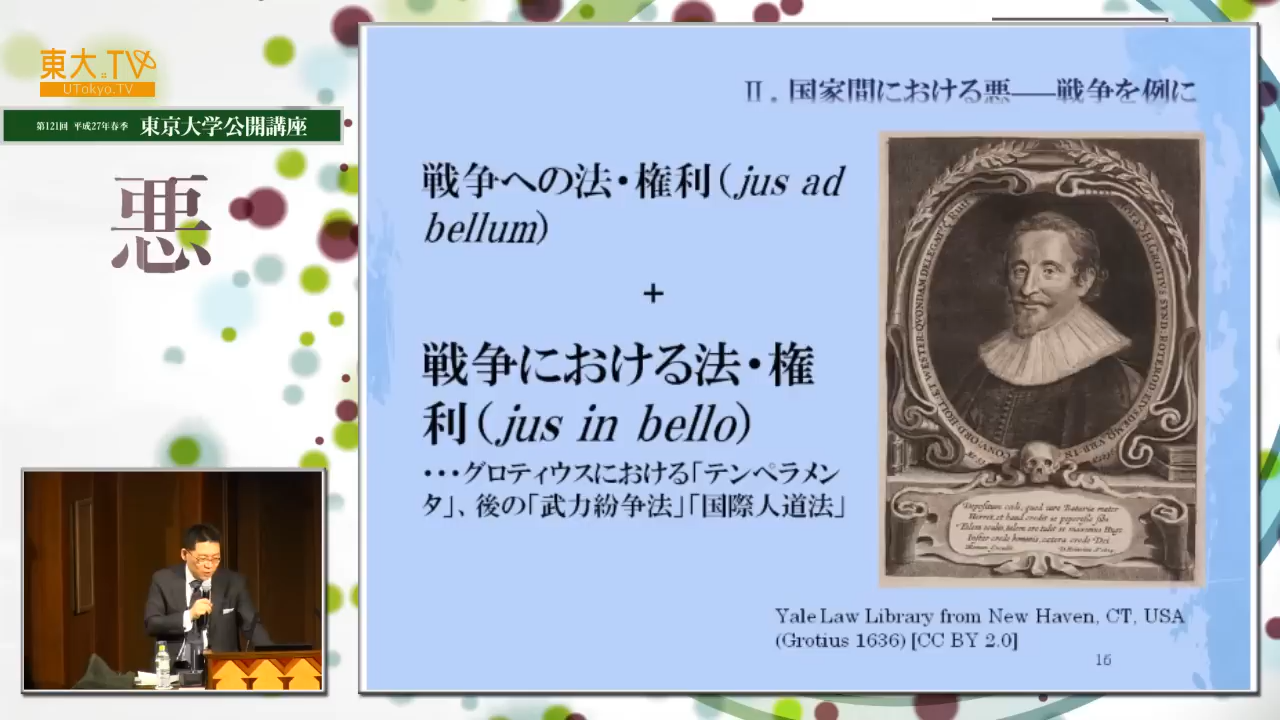 東大.TV
UTokyo.TV
第121回 平成27年春季 東京大学公開講座
悪
II.国家間における悪――戦争を例に
戦争への法・権利(jus ad
bellum)
+
戦争における法・権
利(jus in bello)
・・・グロティウスにおける「テンペラメン
タ」、後の「武力紛争法」「国際人道法」
Yale Law Library from New Haven, CT, USA
(Grotius 1636) [CC BY 2.0]
16